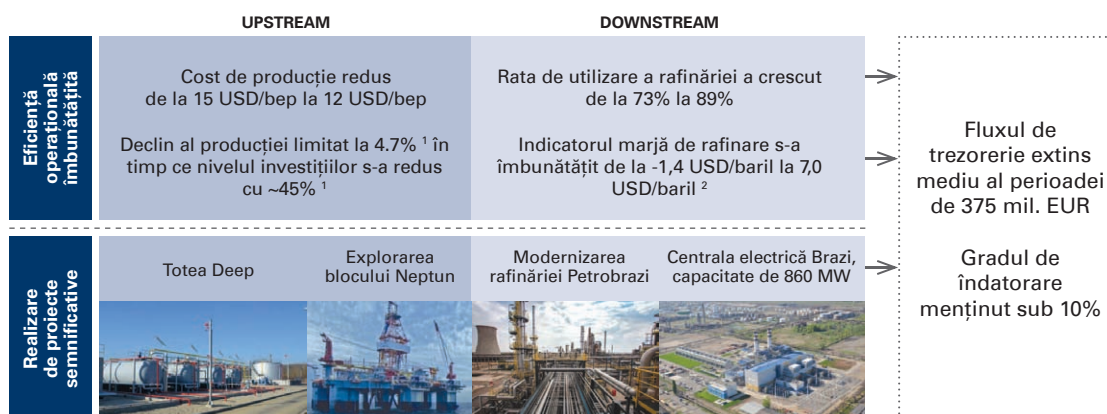 UPSTREAM
DOWNSTREAM
Eficiență
operațională
îmbunătățită
Cost de producție redus
de la 15 USD/bep la 12 USD/bep
Declin al producției limitat la 4.7% ¹ în
timp ce nivelul investițiilor s-a redus
cu ~45% ¹
Rata de utilizare a rafinăriei a crescut
de la 73% la 89%
Indicatorul marjă de rafinare s-a
îmbunătățit de la -1,4 USD/baril la 7,0
USD/baril ²
Realizare
de proiecte
semnificative
Totea Deep
Explorarea
blocului Neptun
Modernizarea
rafinăriei Petrobrazi
Centrala electrică Brazi,
capacitate de 860 MW
Fluxul de
trezorerie extins
mediu al perioadei
de 375 mil. EUR
Gradul de
îndatorare
menținut sub 10%